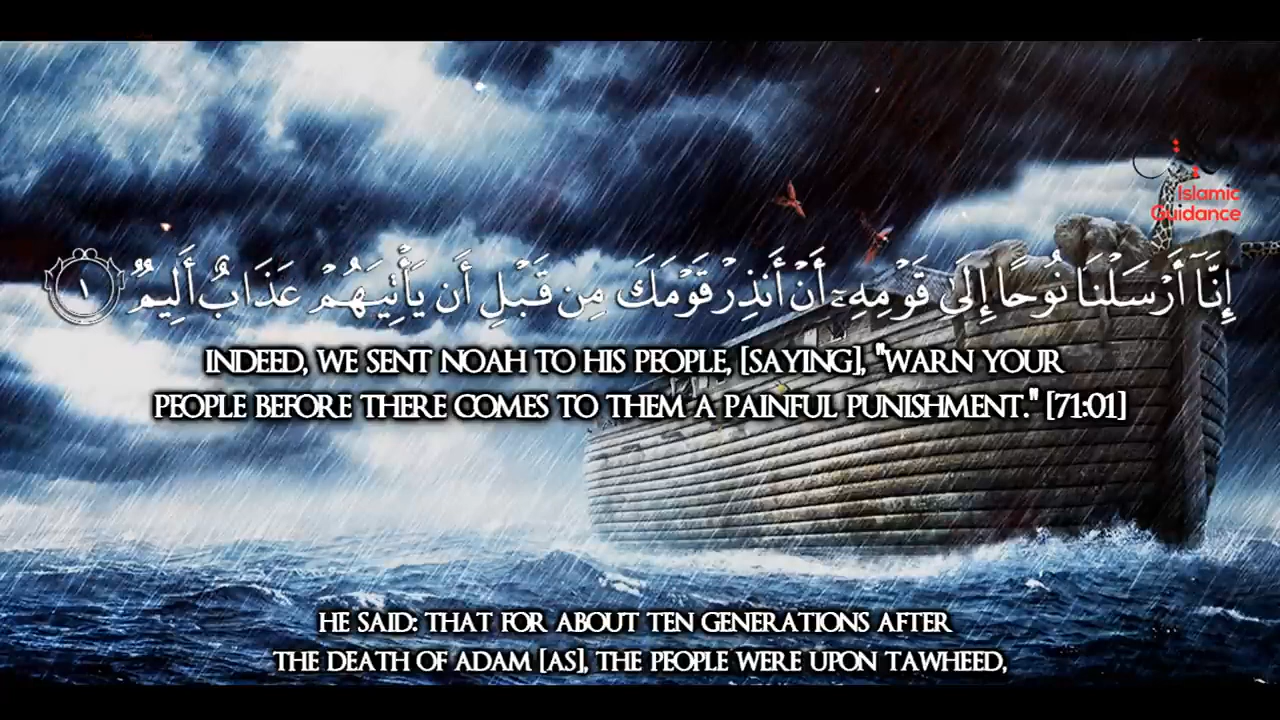 Islamic
Guidance
إِنَّآ أَرْسَلْنَا نُوحًا إِلَىٰ قَوْمِهِۦٓ أَنْ أَنذِرْ قَوْمَكَ مِن قَبْلِ أَن يَأْتِيَهُمْ عَذَابٌ أَلِيمٌ ١
INDEED, WE SENT NOAH TO HIS PEOPLE, [SAYING], "WARN YOUR
PEOPLE BEFORE THERE COMES TO THEM A PAINFUL PUNISHMENT." [71:01]
HE SAID: THAT FOR ABOUT TEN GENERATIONS AFTER
THE DEATH OF ADAM [AS], THE PEOPLE WERE UPON TAWHEED,